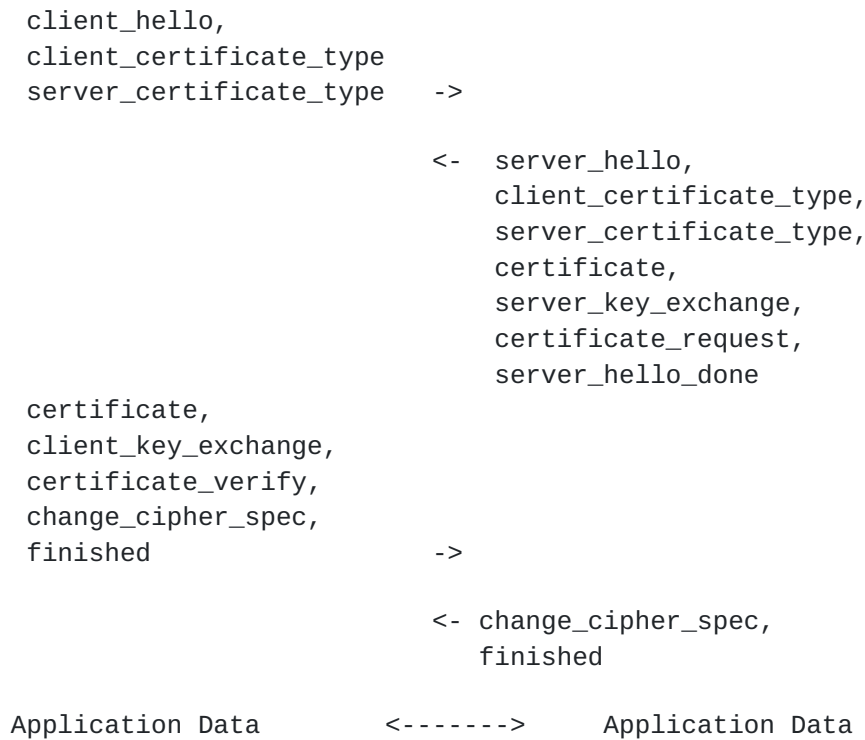 client_hello,
client_certificate_type
server_certificate_type ->
<- server_hello,
client_certificate_type,
server_certificate_type,
certificate,
server_key_exchange,
certificate_request,
server_hello_done
certificate,
client_key_exchange,
certificate_verify,
change_cipher_spec,
finished ->
<- change_cipher_spec,
finished
Application Data <-------> Application Data